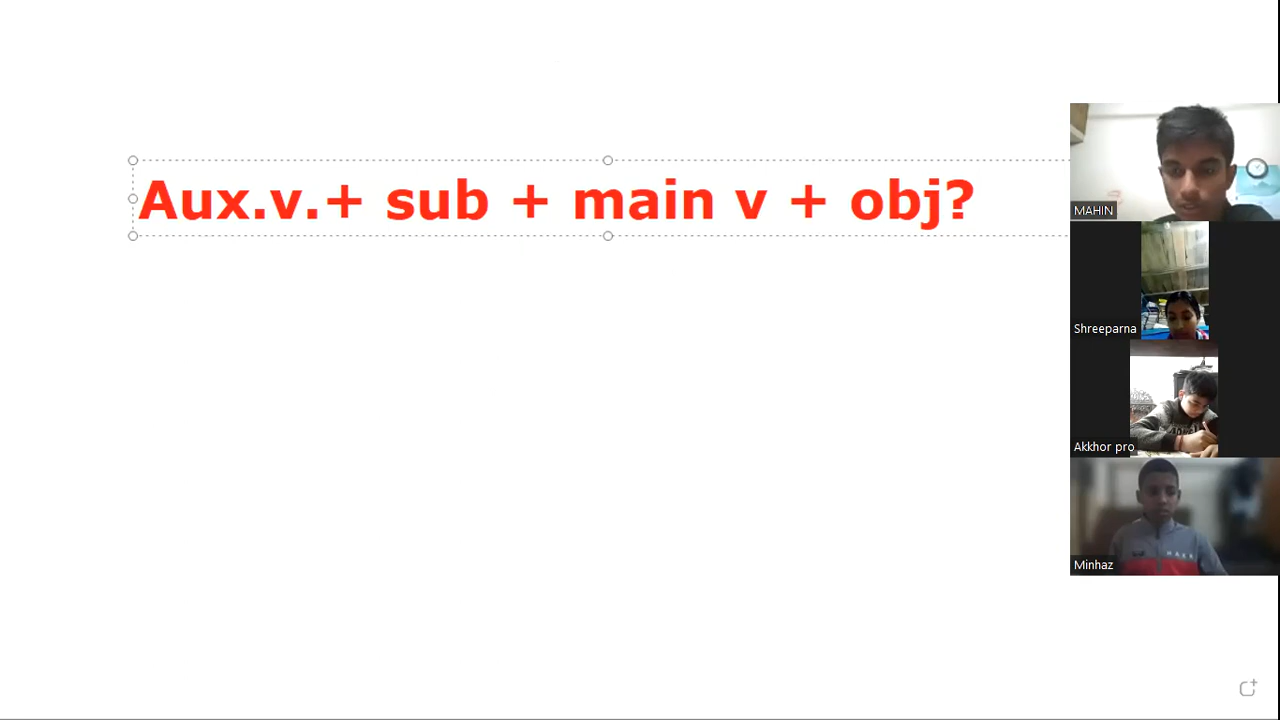 Aux.v.+ sub + main v + obj?
MAHIN
Shreeparna
Akkhor pro
Minhaz